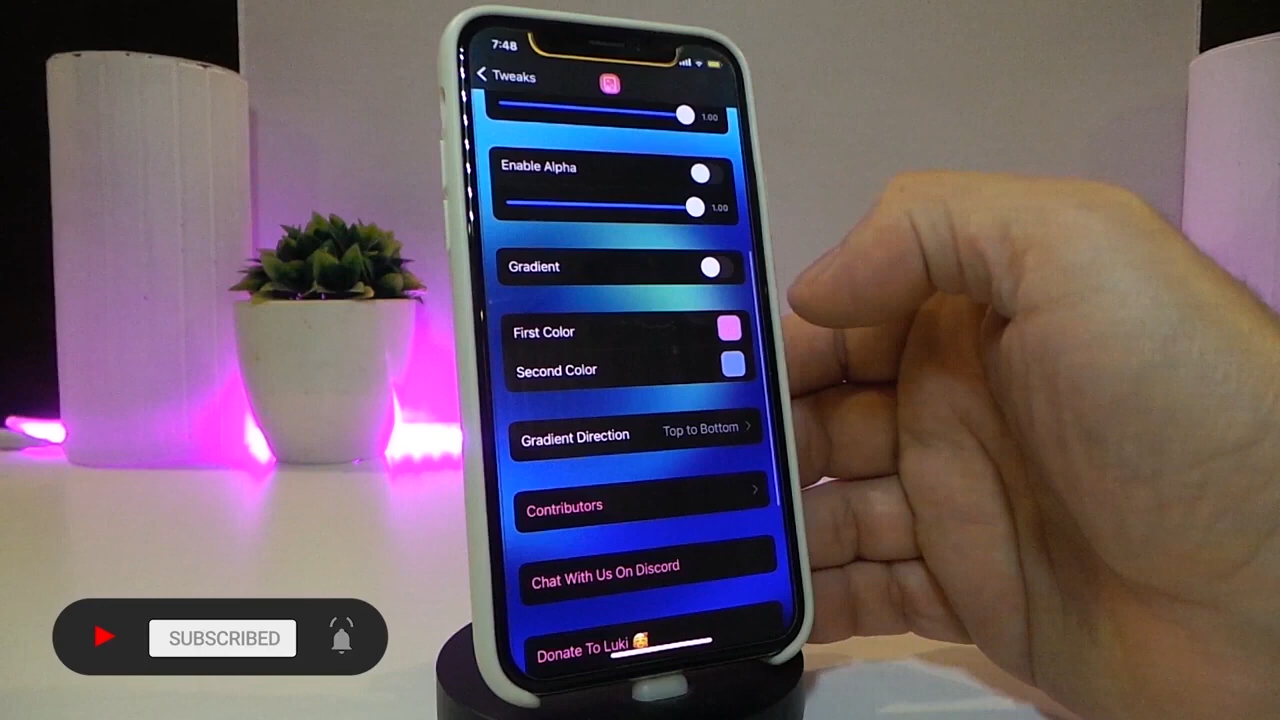 7:48
Tweaks
1.00
Enable Alpha
1.00
Gradient
First Color
Second Color
Gradient Direction Top to Bottom
Contributors
Chat With Us On Discord
Donate To Luki 🥰
SUBSCRIBED